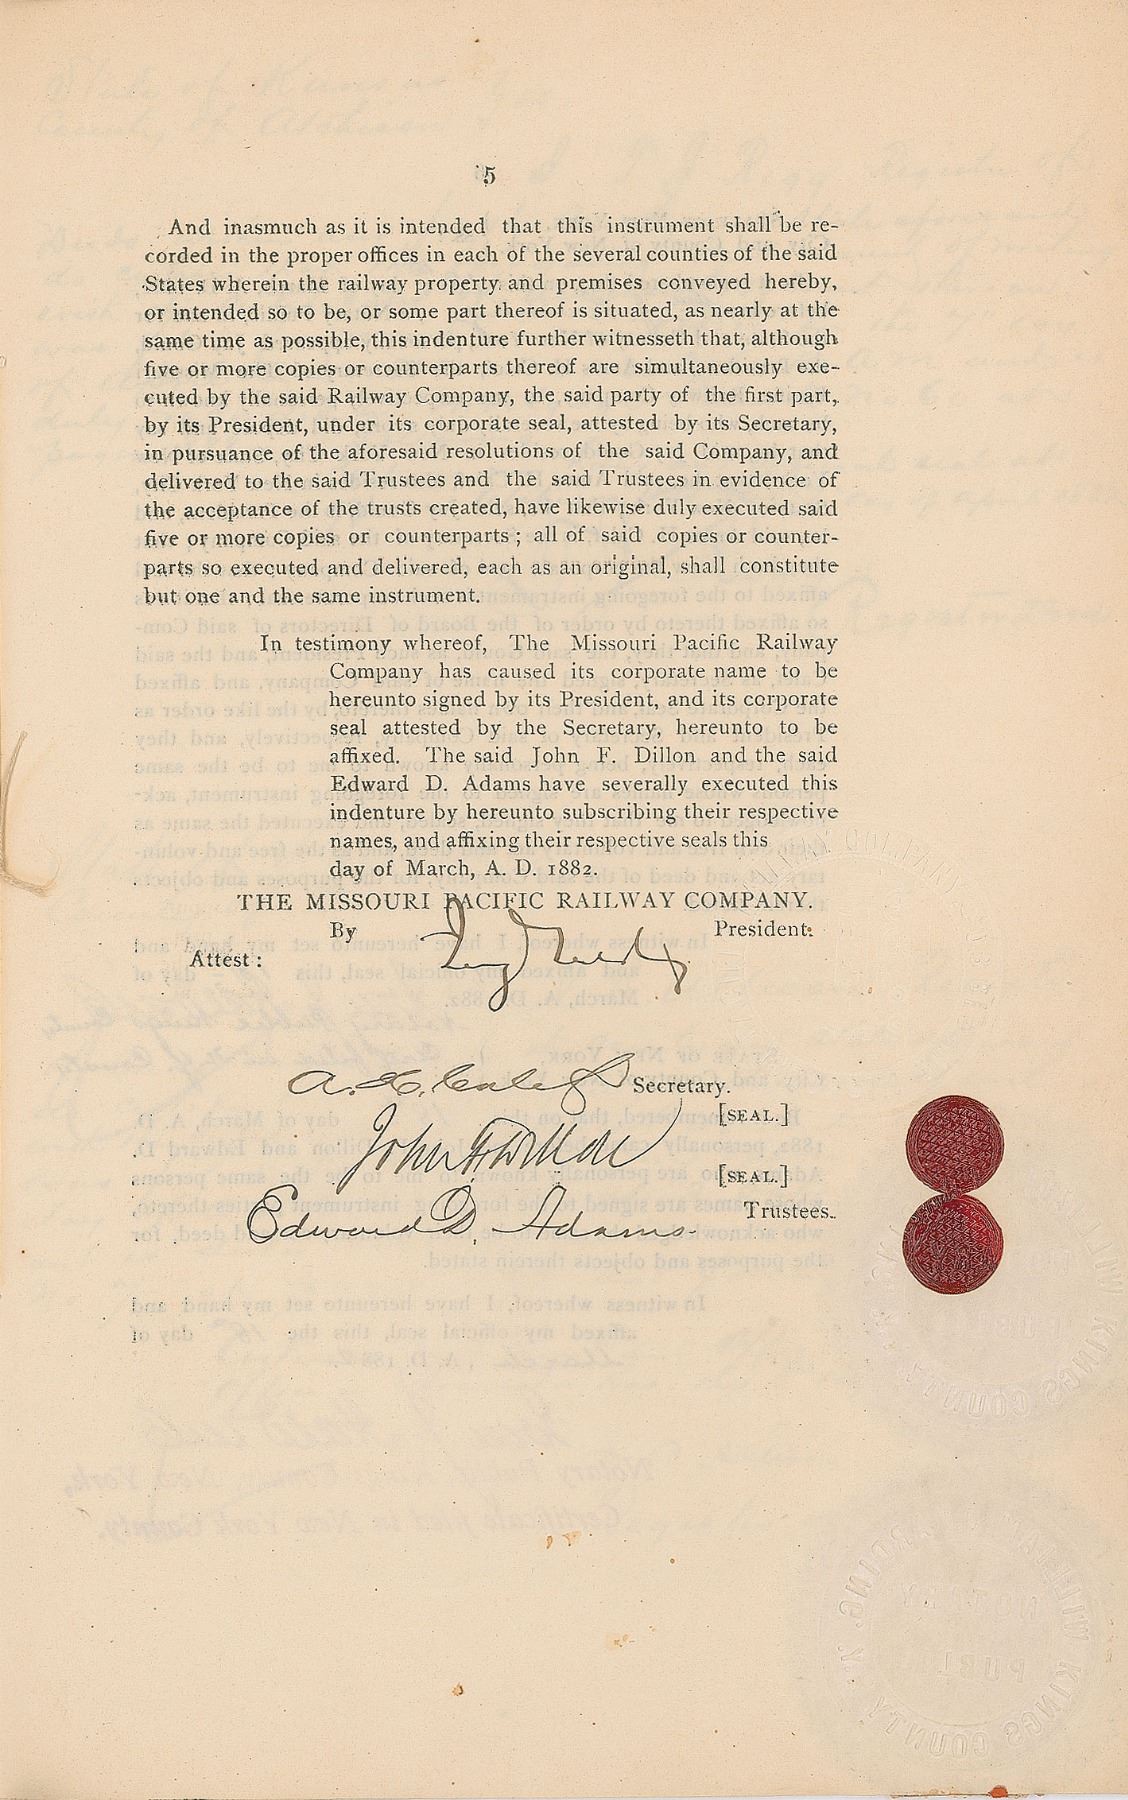 5
And inasmuch as it is intended that this instrument shall be re-
corded in the proper offices in each of the several counties of the said
States wherein the railway property and premises conveyed hereby,
or intended so to be, or some part thereof is situated, as nearly at the
same time as possible, this indenture further witnesseth that, although
five or more copies or counterparts thereof are simultaneously exe-
cuted by the said Railway Company, the said party of the first part,
by its President, under its corporate seal, attested by its Secretary,
in pursuance of the aforesaid resolutions of the said Company, and
delivered to the said Trustees and the said Trustees in evidence of
the acceptance of the trusts created, have likewise duly executed said
five or more copies or counterparts ; all of said copies or counter-
parts so executed and delivered, each as an original, shall constitute
but one and the same instrument.
In testimony whereof, The Missouri Pacific Railway
Company has caused its corporate name to be
hereunto signed by its President, and its corporate
seal attested by the Secretary, hereunto to be
affixed. The said John F. Dillon and the said
Edward D. Adams have severally executed this
indenture by hereunto subscribing their respective
names, and affixing their respective seals this
day of March, A. D. 1882.
THE MISSOURI PACIFIC RAILWAY COMPANY.
By President.
Attest :
Secretary.
[SEAL.]
John F. Dillon
[SEAL.]
Trustees.
Edward D. Adams
WILLIAM HARDING. N.Y.
NOTARY
PUBLIC
KINGS COUNTY